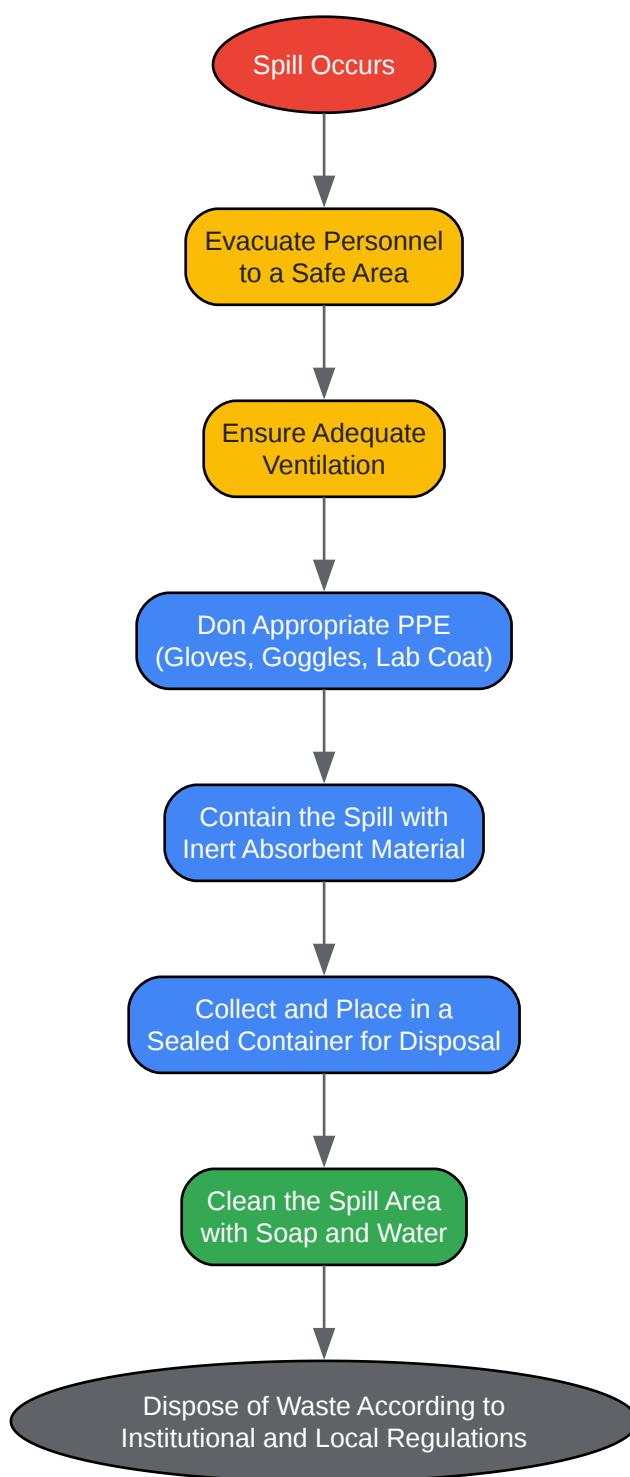 Spill Occurs
Evacuate Personnel
to a Safe Area
Ensure Adequate
Ventilation
Don Appropriate PPE
(Gloves, Goggles, Lab Coat)
Contain the Spill with
Inert Absorbent Material
Collect and Place in a
Sealed Container for Disposal
Clean the Spill Area
with Soap and Water
Dispose of Waste According to
Institutional and Local Regulations